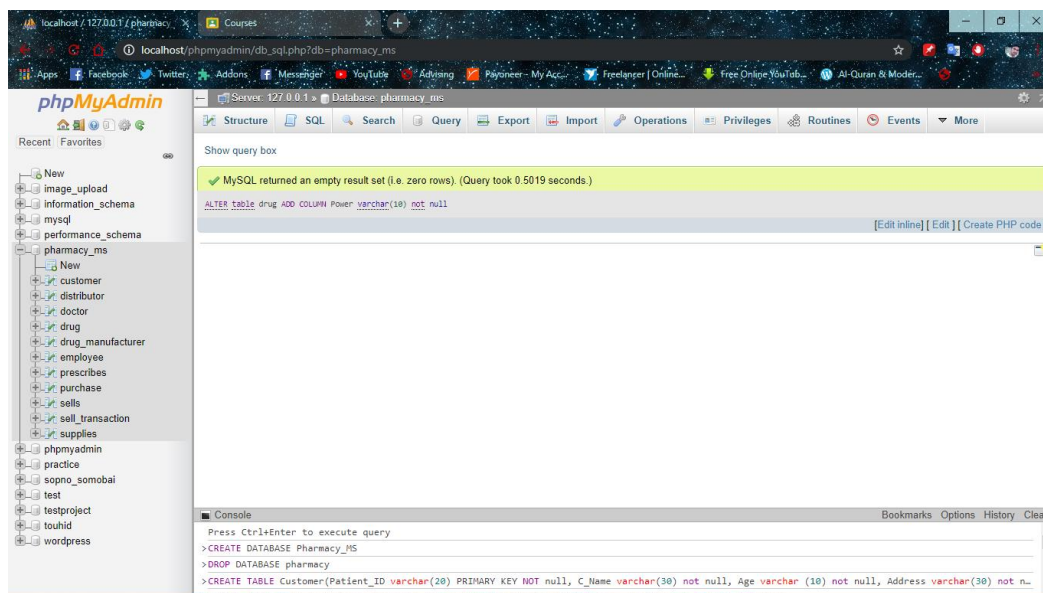 localhost / 127.0.0.1 / pharmacy
Courses
localhost/phpmyadmin/db_sql.php?db=pharmacy_ms
Apps Facebook Twitter Addons Messenger YouTube Advising Payoneer - My Acc... Freelancer | Online... Free Online YouTub... Al-Quran & Moder...
phpMyAdmin
Recent Favorites
New
image_upload
information_schema
mysql
performance_schema
pharmacy_ms
New
customer
distributor
doctor
drug
drug_manufacturer
employee
prescribes
purchase
sells
sell_transaction
supplies
phpmyadmin
practice
sopno_somobai
test
testproject
touhid
wordpress
Server: 127.0.0.1 » Database: pharmacy_ms
Structure SQL Search Query Export Import Operations Privileges Routines Events More
Show query box
MySQL returned an empty result set (i.e. zero rows). (Query took 0.5019 seconds.)
ALTER table drug ADD COLUMN Power varchar(10) not null
[Edit inline] [ Edit ] [ Create PHP code
Console
Bookmarks Options History Clea
Press Ctrl+Enter to execute query
>CREATE DATABASE Pharmacy_MS
>DROP DATABASE pharmacy
>CREATE TABLE Customer(Patient_ID varchar(20) PRIMARY KEY NOT null, C_Name varchar(30) not null, Age varchar (10) not null, Address varchar(30) not n…